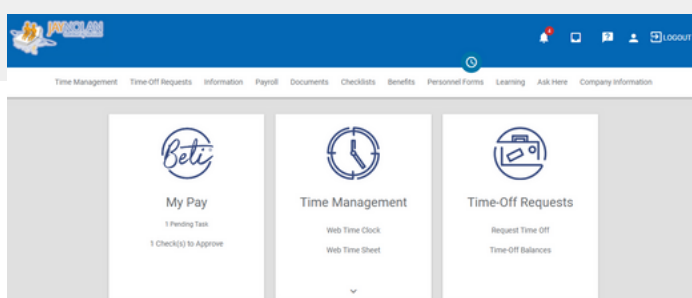 LOGOUT
Time Management Time-Off Requests Information Payroll Documents Checklists Benefits Personnel Forms Learning Ask Here Company Information
Beti
My Pay
1 Pending Task
1 Check(s) to Approve
Time Management
Web Time Clock
Web Time Sheet
Time-Off Requests
Request Time Off
Time-Off Balances